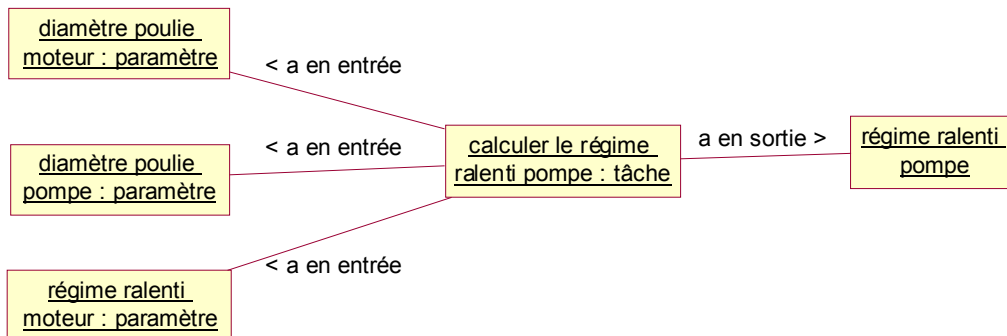 diamètre poulie
moteur : paramètre
< a en entrée
diamètre poulie
pompe : paramètre
< a en entrée
calculer le régime
ralenti pompe : tâche
a en sortie >
régime ralenti
pompe
régime ralenti
moteur : paramètre
< a en entrée